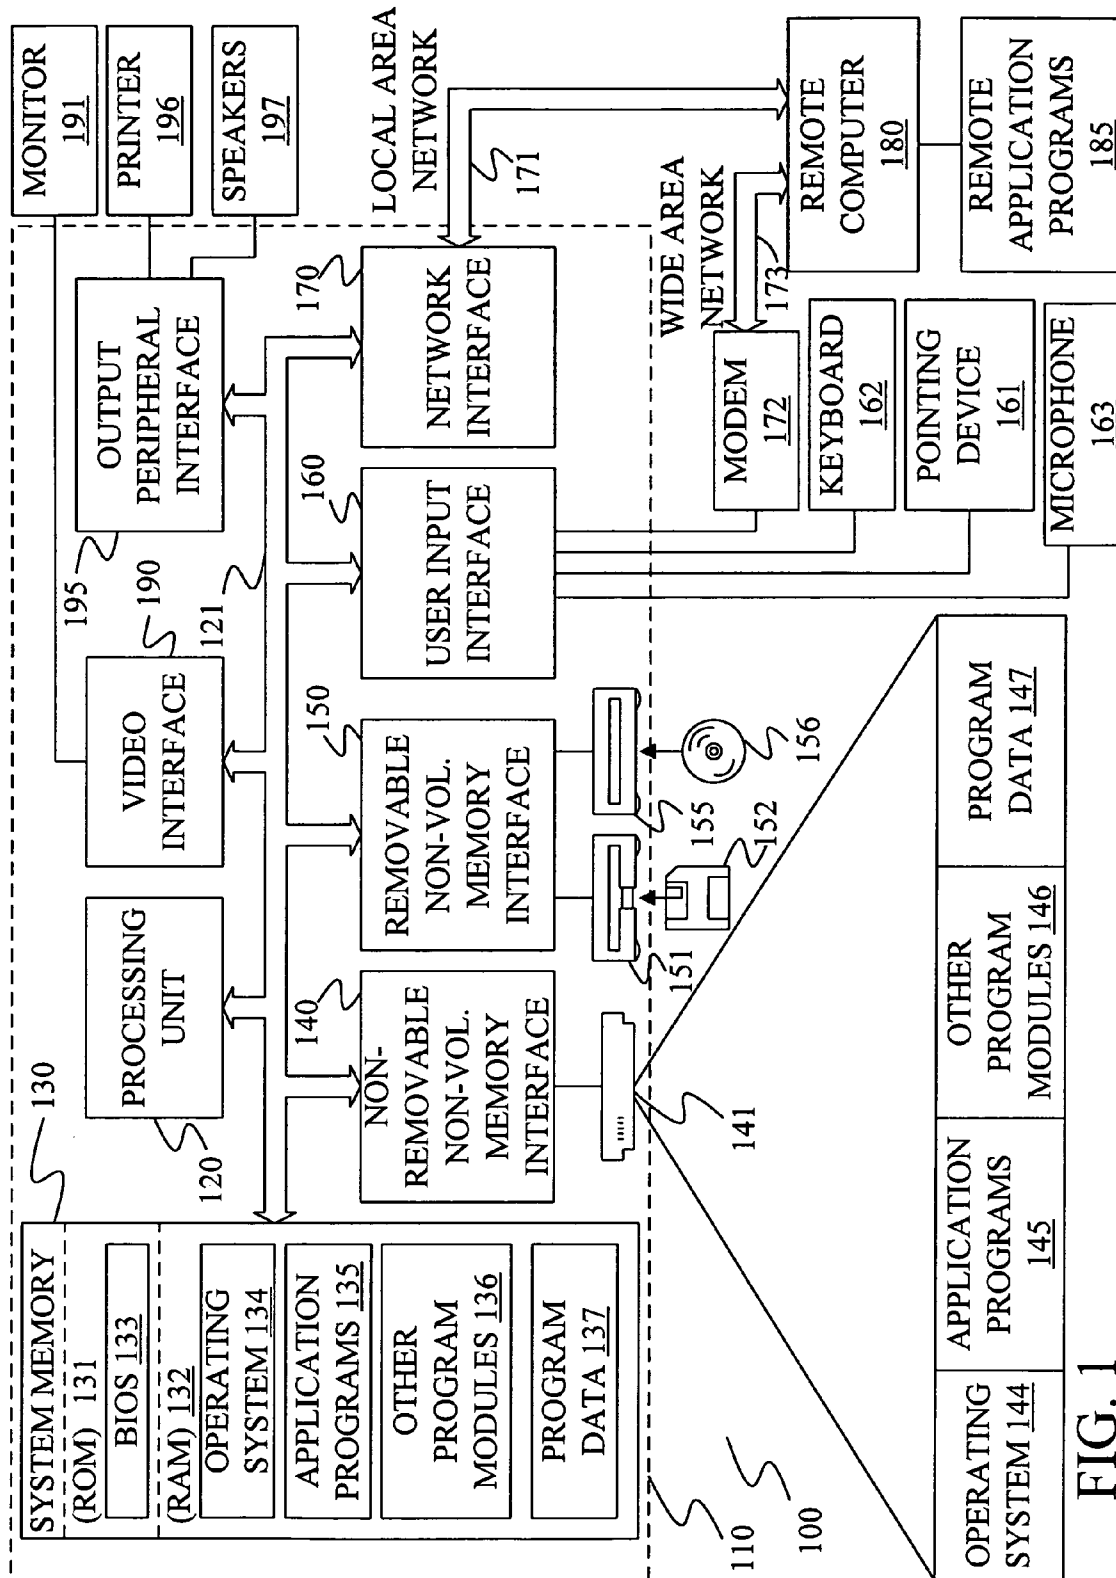 SYSTEM MEMORY
(ROM) 131
BIOS 133
(RAM) 132
OPERATING
SYSTEM 134
APPLICATION
PROGRAMS 135
OTHER
PROGRAM
MODULES 136
PROGRAM
DATA 137
130
PROCESSING
UNIT
120
VIDEO
INTERFACE
190
121
OUTPUT
PERIPHERAL
INTERFACE
195
MONITOR
191
PRINTER
196
SPEAKERS
197
NON-
REMOVABLE
NON-VOL.
MEMORY
INTERFACE
140
REMOVABLE
NON-VOL.
MEMORY
INTERFACE
150
USER INPUT
INTERFACE
160
NETWORK
INTERFACE
170
LOCAL AREA
NETWORK
171
141
151
152
155
156
WIDE AREA
NETWORK
173
MODEM
172
KEYBOARD
162
POINTING
DEVICE
161
MICROPHONE
163
REMOTE
COMPUTER
180
REMOTE
APPLICATION
PROGRAMS
185
110
100
OPERATING
SYSTEM 144
APPLICATION
PROGRAMS
145
OTHER
PROGRAM
MODULES 146
PROGRAM
DATA 147
FIG. 1